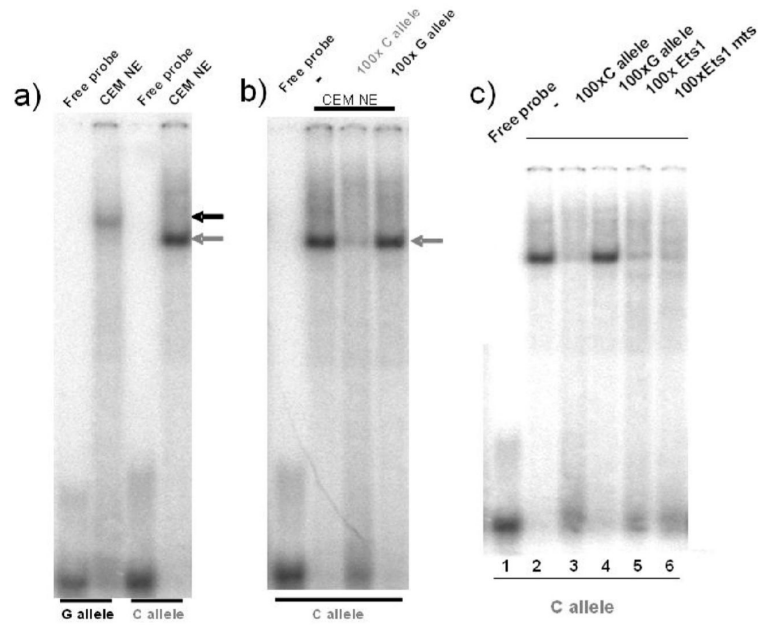 a)
Free probe
CEM NE
Free probe
CEM NE
G allele
C allele
b)
Free probe
-
100x C allele
100x G allele
CEM NE
C allele
c)
Free probe
-
100xC allele
100xG allele
100x Ets1
100xEts1 mts
1 2 3 4 5 6
C allele